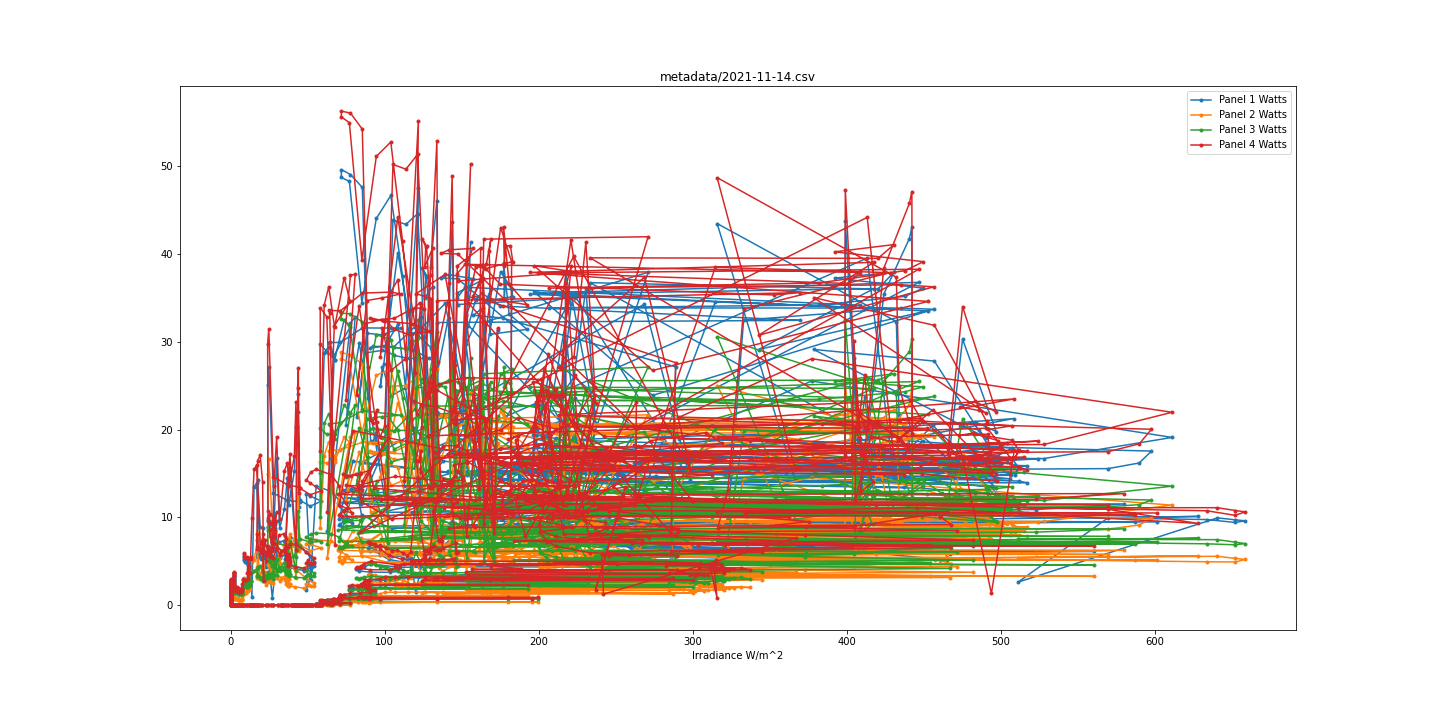 metadata/2021-11-14.csv
Panel 1 Watts
Panel 2 Watts
Panel 3 Watts
Panel 4 Watts
50
40
30
20
10
0
0 100 200 300 400 500 600
Irradiance W/m^2